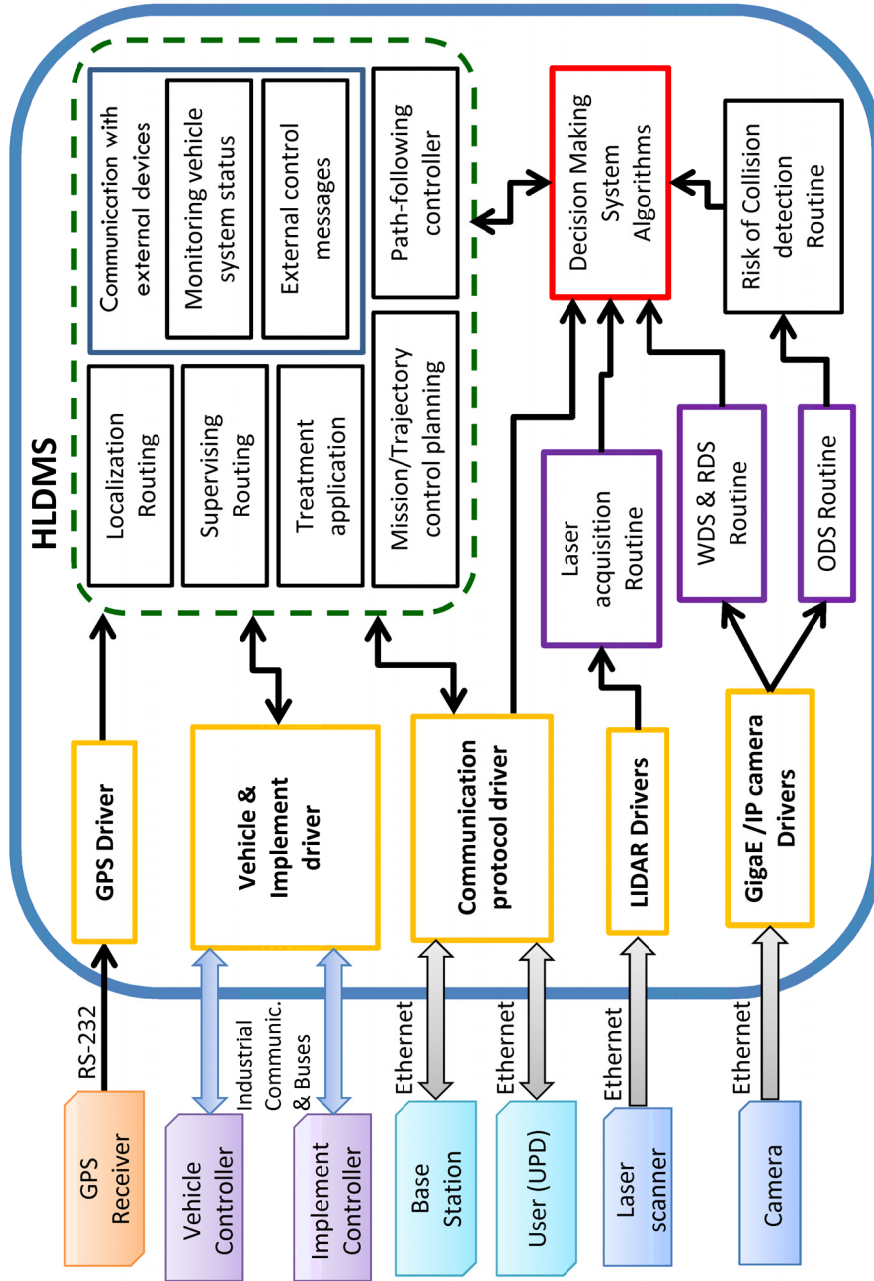 HLDMS
GPS
Receiver
RS-232
GPS Driver
Localization
Routing
Communication with
external devices
Monitoring vehicle
system status
External control
messages
Supervising
Routing
Treatment
application
Mission/Trajectory
control planning
Path-following
controller
Vehicle
Controller
Industrial
Communic.
& Buses
Implement
Controller
Vehicle &
Implement
driver
Base
Station
Ethernet
User (UPD)
Ethernet
Communication
protocol driver
Laser
scanner
Ethernet
LIDAR Drivers
Laser
acquisition
Routine
Decision Making
System
Algorithms
Camera
Ethernet
GigaE /IP camera
Drivers
WDS & RDS
Routine
ODS Routine
Risk of Collision
detection
Routine